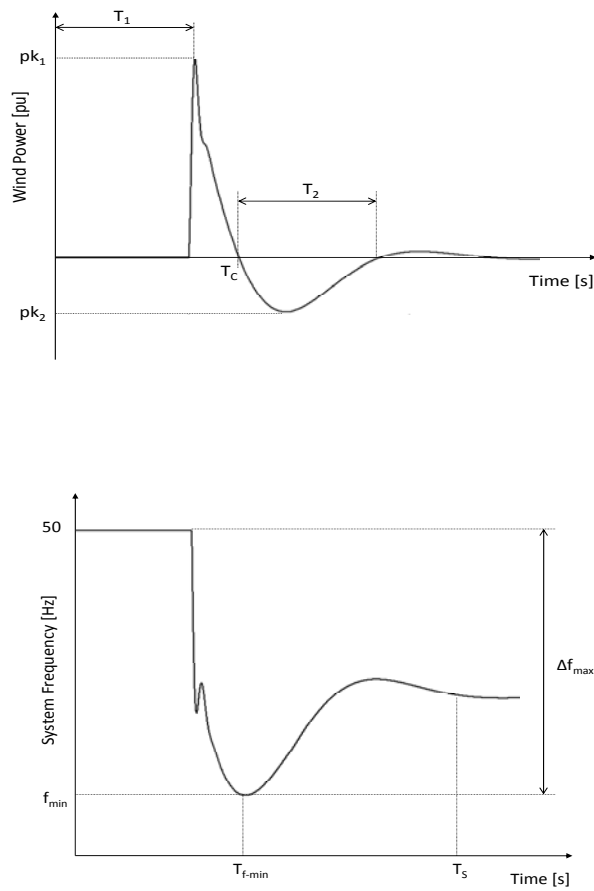 T₁
pk₁
Wind Power [pu]
T₂
T_C
Time [s]
pk₂
50
System Frequency [Hz]
Δf_max
f_min
T_f-min
T_S
Time [s]